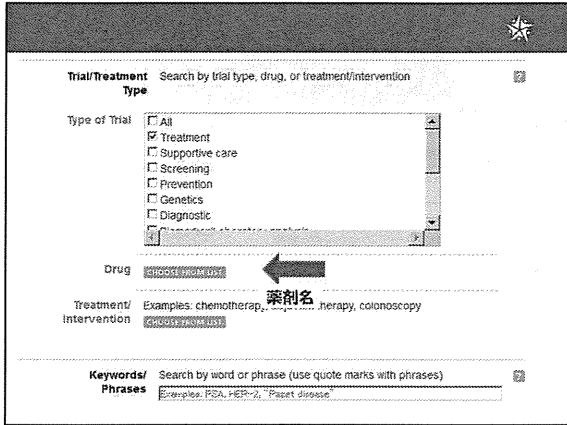 Trial/Treatment Type Search by trial type, drug, or treatment/intervention ?
Type of Trial
All
Treatment
Supportive care
Screening
Prevention
Genetics
Diagnostic
Drug CHOOSE FROM LIST
薬剤名
Treatment/Intervention Examples: chemotherapy, therapy, colonoscopy
CHOOSE FROM LIST
Keywords/Phrases Search by word or phrase (use quote marks with phrases) ?
Examples: PSA, HER-2, "Paget disease"